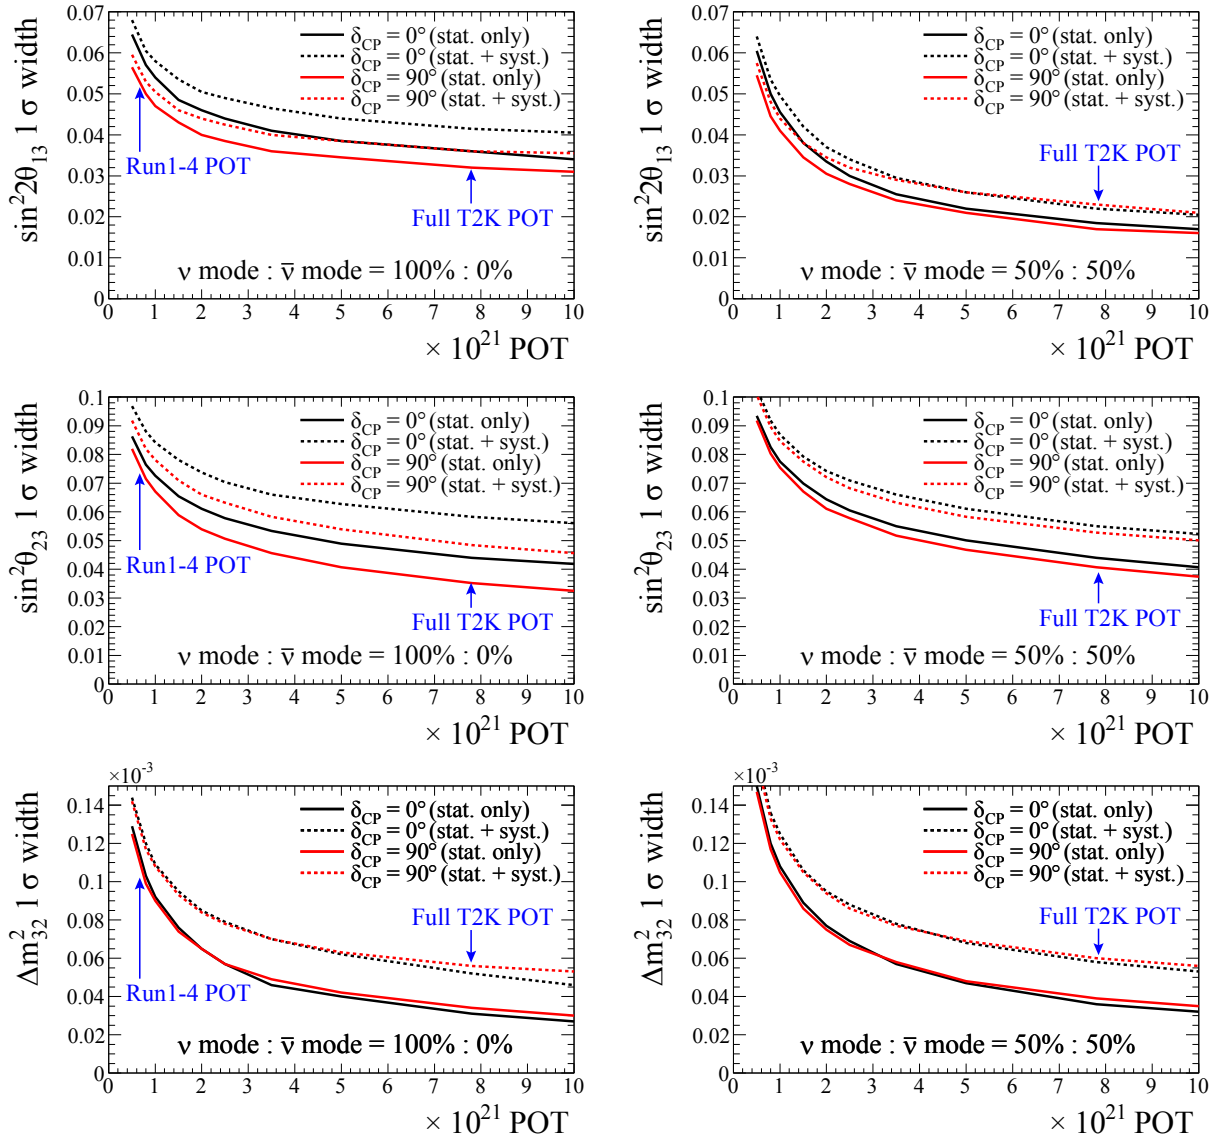 sin²2θ₁₃ 1 σ width
0.07
0.06
0.05
0.04
0.03
0.02
0.01
0
δCP = 0° (stat. only)
δCP = 0° (stat. + syst.)
δCP = 90° (stat. only)
δCP = 90° (stat. + syst.)
Run1-4 POT
Full T2K POT
ν mode : ν̄ mode = 100% : 0%
0 1 2 3 4 5 6 7 8 9 10
× 10²¹ POT
sin²2θ₁₃ 1 σ width
0.07
0.06
0.05
0.04
0.03
0.02
0.01
0
δCP = 0° (stat. only)
δCP = 0° (stat. + syst.)
δCP = 90° (stat. only)
δCP = 90° (stat. + syst.)
Full T2K POT
ν mode : ν̄ mode = 50% : 50%
0 1 2 3 4 5 6 7 8 9 10
× 10²¹ POT
sin²θ₂₃ 1 σ width
0.1
0.09
0.08
0.07
0.06
0.05
0.04
0.03
0.02
0.01
0
δCP = 0° (stat. only)
δCP = 0° (stat. + syst.)
δCP = 90° (stat. only)
δCP = 90° (stat. + syst.)
Run1-4 POT
Full T2K POT
ν mode : ν̄ mode = 100% : 0%
0 1 2 3 4 5 6 7 8 9 10
× 10²¹ POT
sin²θ₂₃ 1 σ width
0.1
0.09
0.08
0.07
0.06
0.05
0.04
0.03
0.02
0.01
0
δCP = 0° (stat. only)
δCP = 0° (stat. + syst.)
δCP = 90° (stat. only)
δCP = 90° (stat. + syst.)
Full T2K POT
ν mode : ν̄ mode = 50% : 50%
0 1 2 3 4 5 6 7 8 9 10
× 10²¹ POT
Δm²₃₂ 1 σ width
×10⁻³
0.14
0.12
0.1
0.08
0.06
0.04
0.02
0
δCP = 0° (stat. only)
δCP = 0° (stat. + syst.)
δCP = 90° (stat. only)
δCP = 90° (stat. + syst.)
Full T2K POT
Run1-4 POT
ν mode : ν̄ mode = 100% : 0%
0 1 2 3 4 5 6 7 8 9 10
× 10²¹ POT
Δm²₃₂ 1 σ width
×10⁻³
0.14
0.12
0.1
0.08
0.06
0.04
0.02
0
δCP = 0° (stat. only)
δCP = 0° (stat. + syst.)
δCP = 90° (stat. only)
δCP = 90° (stat. + syst.)
Full T2K POT
ν mode : ν̄ mode = 50% : 50%
0 1 2 3 4 5 6 7 8 9 10
× 10²¹ POT